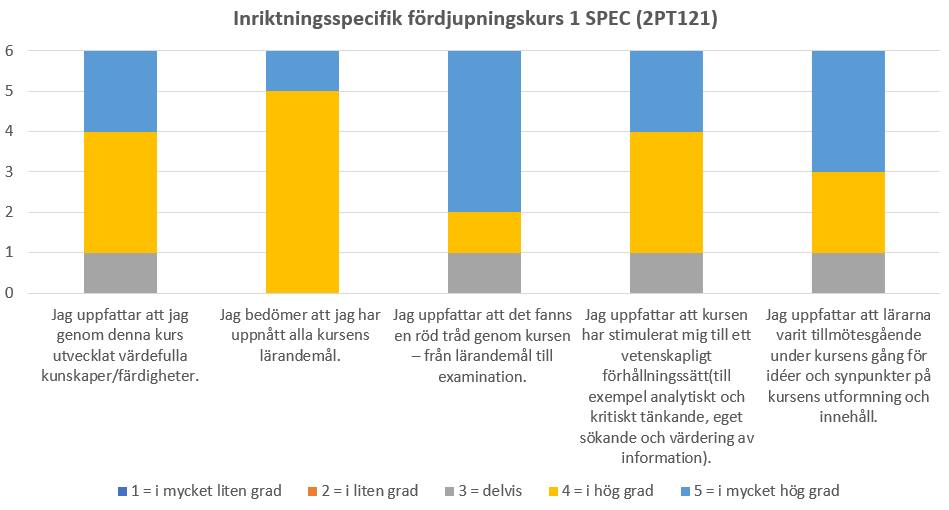 Inriktningsspecifik fördjupningskurs 1 SPEC (2PT121)
6
5
4
3
2
1
0
Jag uppfattar att jag
genom denna kurs
utvecklat värdefulla
kunskaper/färdigheter.
Jag bedömer att jag har
uppnått alla kursens
lärandemål.
Jag uppfattar att det fanns
en röd tråd genom kursen
– från lärandemål till
examination.
Jag uppfattar att kursen
har stimulerat mig till ett
vetenskapligt
förhållningssätt(till
exempel analytiskt och
kritiskt tänkande, eget
sökande och värdering av
information).
Jag uppfattar att lärarna
varit tillmötesgående
under kursens gång för
idéer och synpunkter på
kursens utformning och
innehåll.
1 = i mycket liten grad
2 = i liten grad
3 = delvis
4 = i hög grad
5 = i mycket hög grad